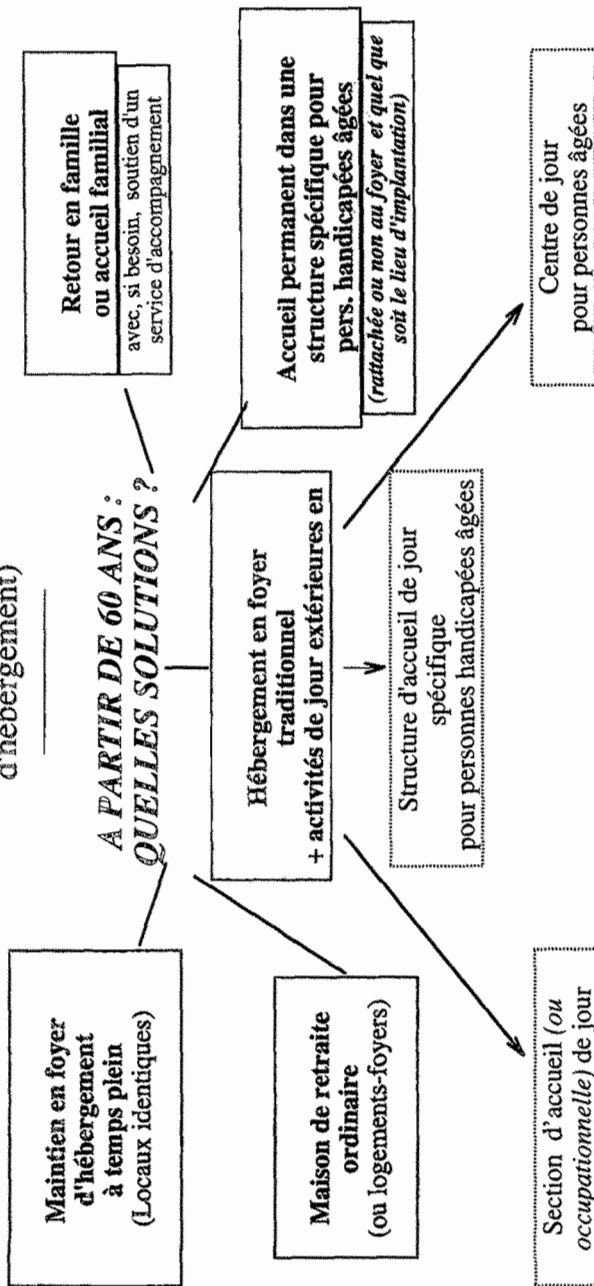 d'hébergement)
A PARTIR DE 60 ANS :
QUELLES SOLUTIONS ?
Maintien en foyer
d'hébergement
à temps plein
(Locaux identiques)
Retour en famille
ou accueil familial
avec, si besoin, soutien d'un
service d'accompagnement
Maison de retraite
ordinaire
(ou logements-foyers)
Hébergement en foyer
traditionnel
+ activités de jour extérieures en
Accueil permanent dans une
structure spécifique pour
pers. handicapées âgées
(rattachée ou non au foyer et quel que
soit le lieu d'implantation)
Section d'accueil (ou
occupationnelle) de jour
Structure d'accueil de jour
spécifique
pour personnes handicapées âgées
Centre de jour
pour personnes âgées